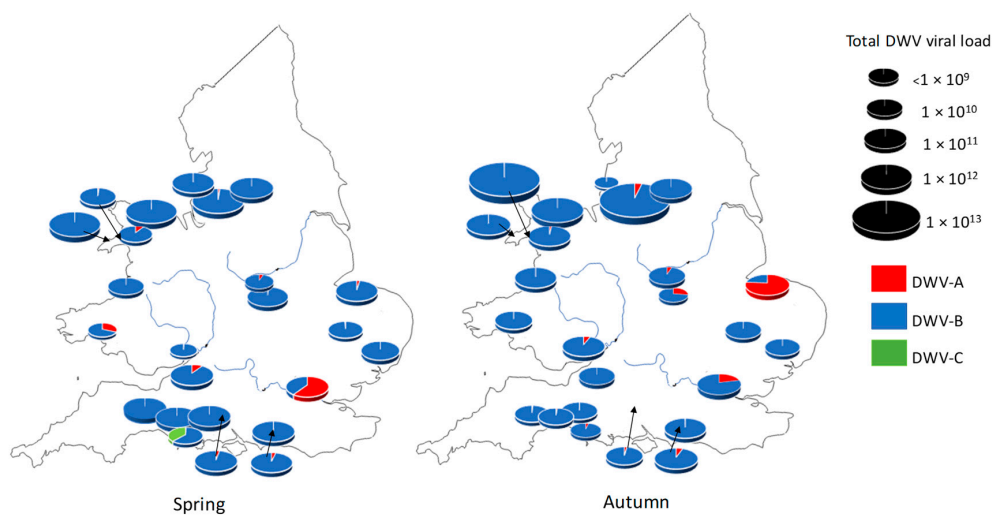 Total DWV viral load
<1 × 10⁹
1 × 10¹⁰
1 × 10¹¹
1 × 10¹²
1 × 10¹³
DWV-A
DWV-B
DWV-C
Spring
Autumn